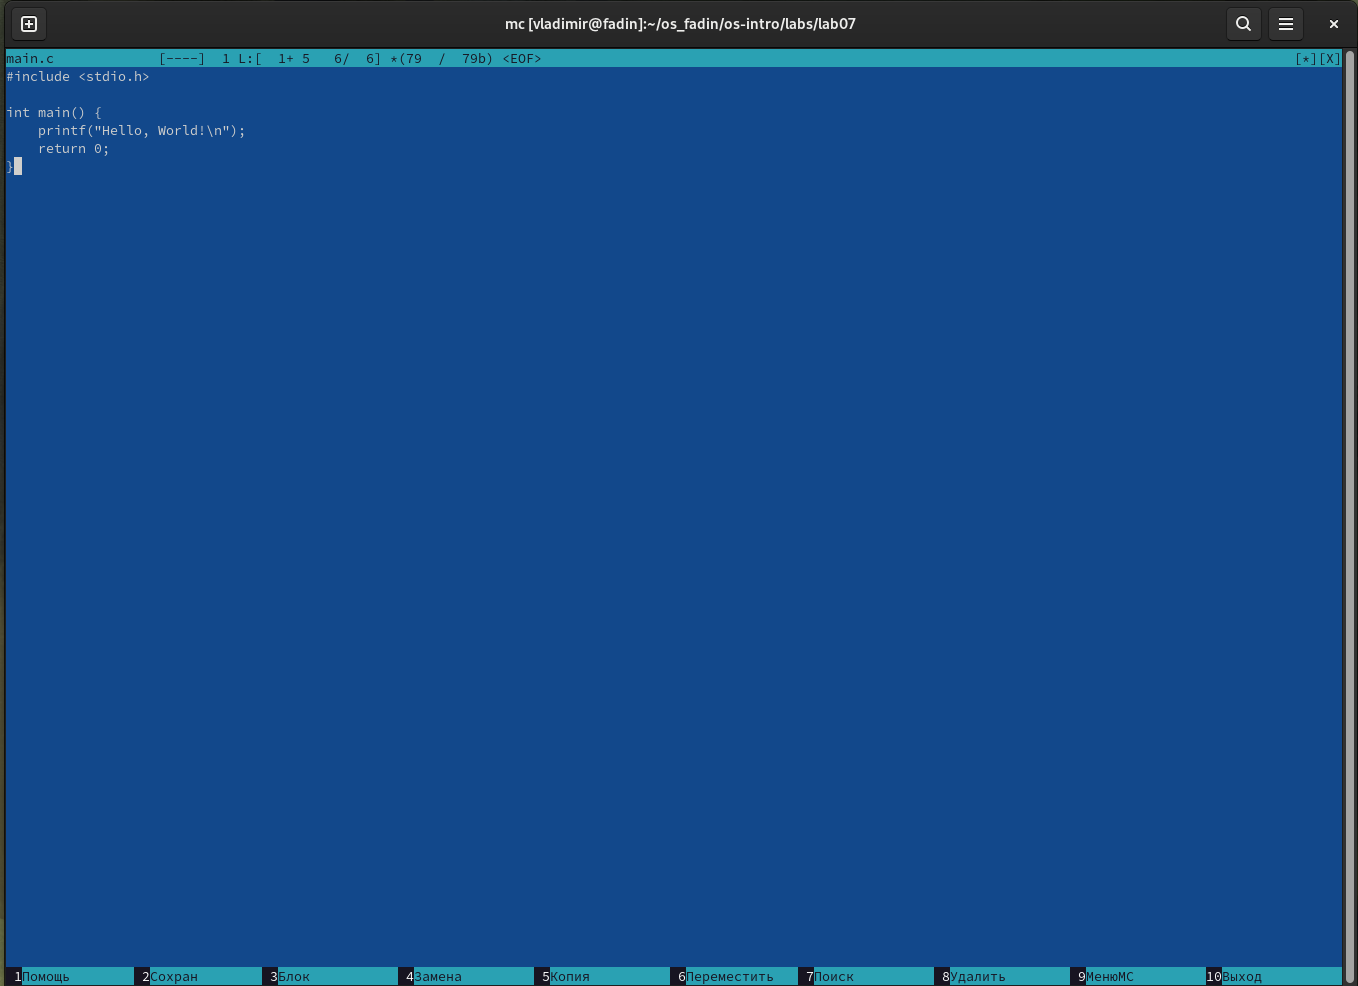 mc [vladimir@fadin]:~/os_fadin/os-intro/labs/lab07
main.c [----] 1 L:[ 1+ 5 6/ 6] *(79 / 79b) <EOF> [*][X]
#include <stdio.h>
int main() {
    printf("Hello, World!\n");
    return 0;
}
1Помощь 2Сохран 3Блок 4Замена 5Копия 6Переместить 7Поиск 8Удалить 9МенюMC 10Выход